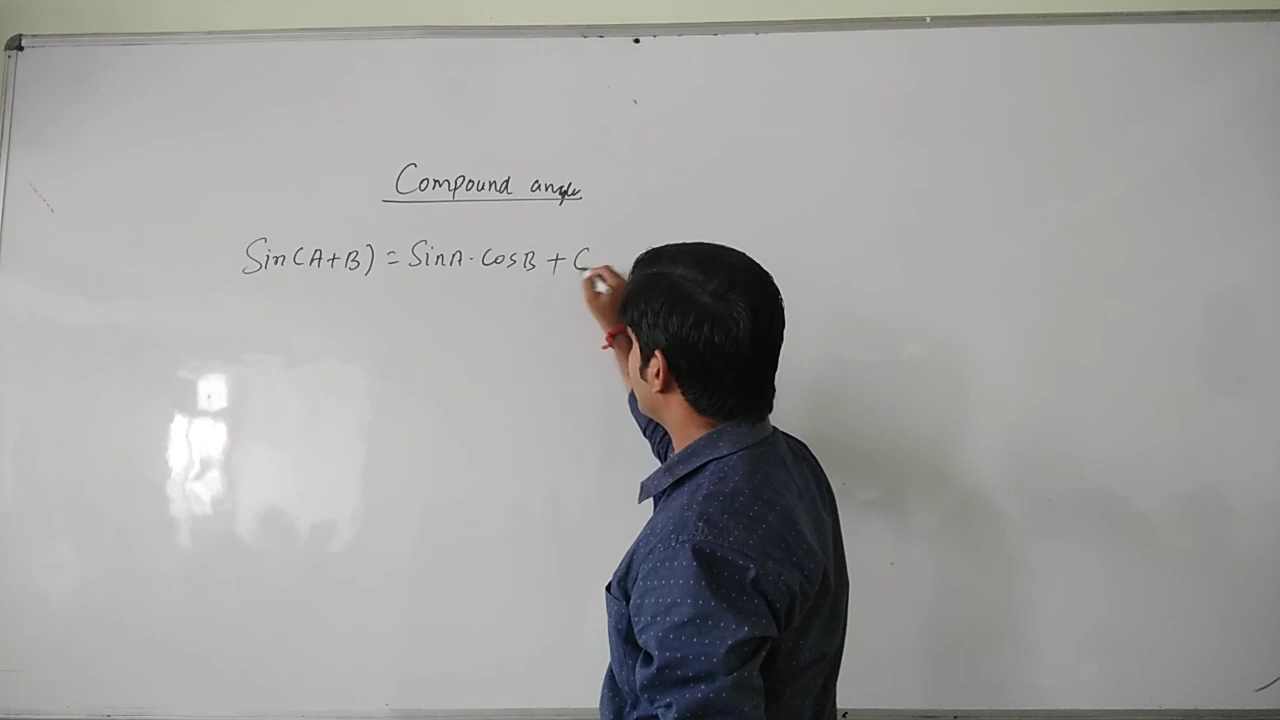 Compound angle
Sin(A+B) = SinA · CosB + C